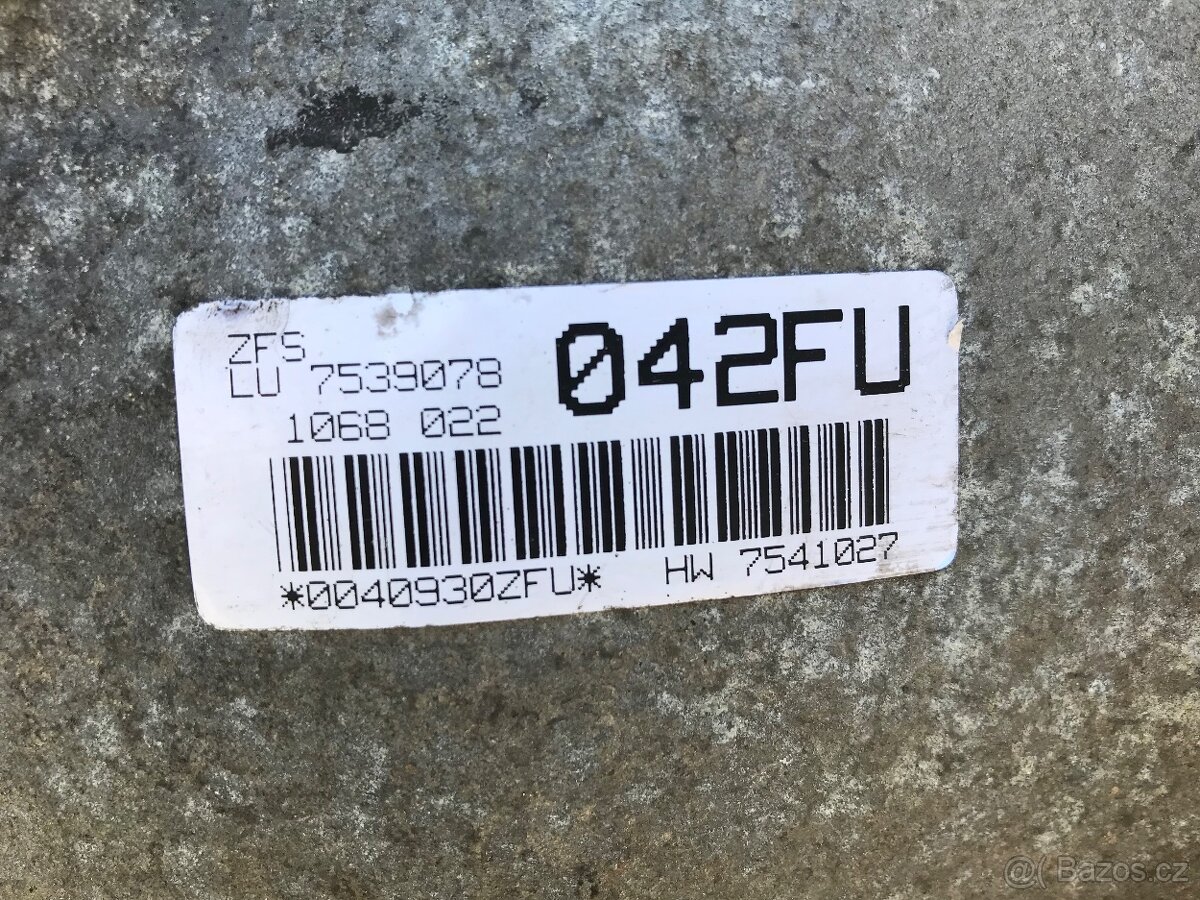 ZFS
LU 7539078
1068 022
042FU
*0040930ZFU*
HW 7541027
@( Bazos.cz